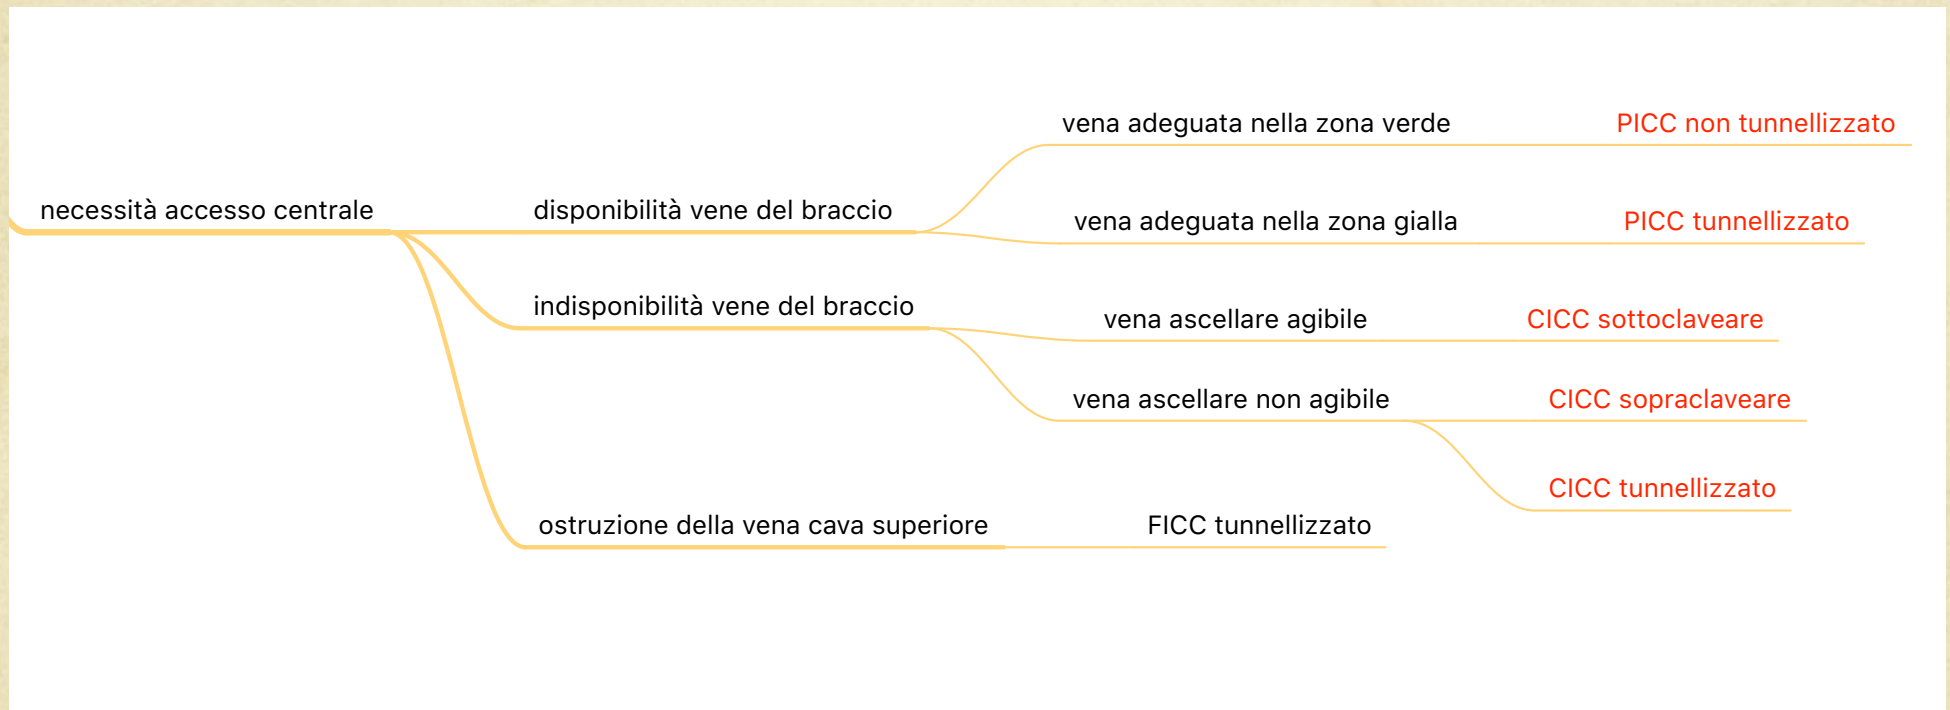 necessità accesso centrale
disponibilità vene del braccio
vena adeguata nella zona verde
PICC non tunnellizzato
vena adeguata nella zona gialla
PICC tunnellizzato
indisponibilità vene del braccio
vena ascellare agibile
CICC sottoclaveare
vena ascellare non agibile
CICC sopraclaveare
CICC tunnellizzato
ostruzione della vena cava superiore
FICC tunnellizzato